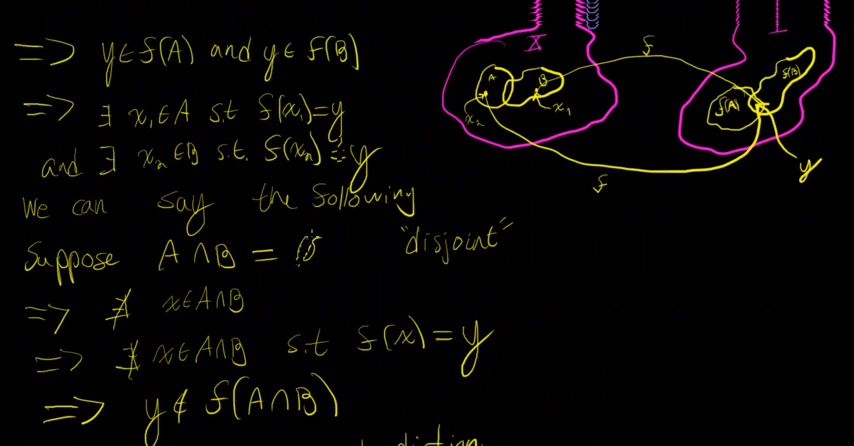 => y∈f(A) and y∈ f(B)
=> ∃ x₁∈A s.t f(x₁)=y
and ∃ x₂∈B s.t. f(x₂)=y
we can say the following
Suppose A∩B = ∅ "disjoint"
=> ∄ x∈A∩B
=> ∄ x∈A∩B s.t f(x)=y
=> y∉ f(A∩B)
X
f
A
B
x₂
x₁
f
f(A)
f(B)
y